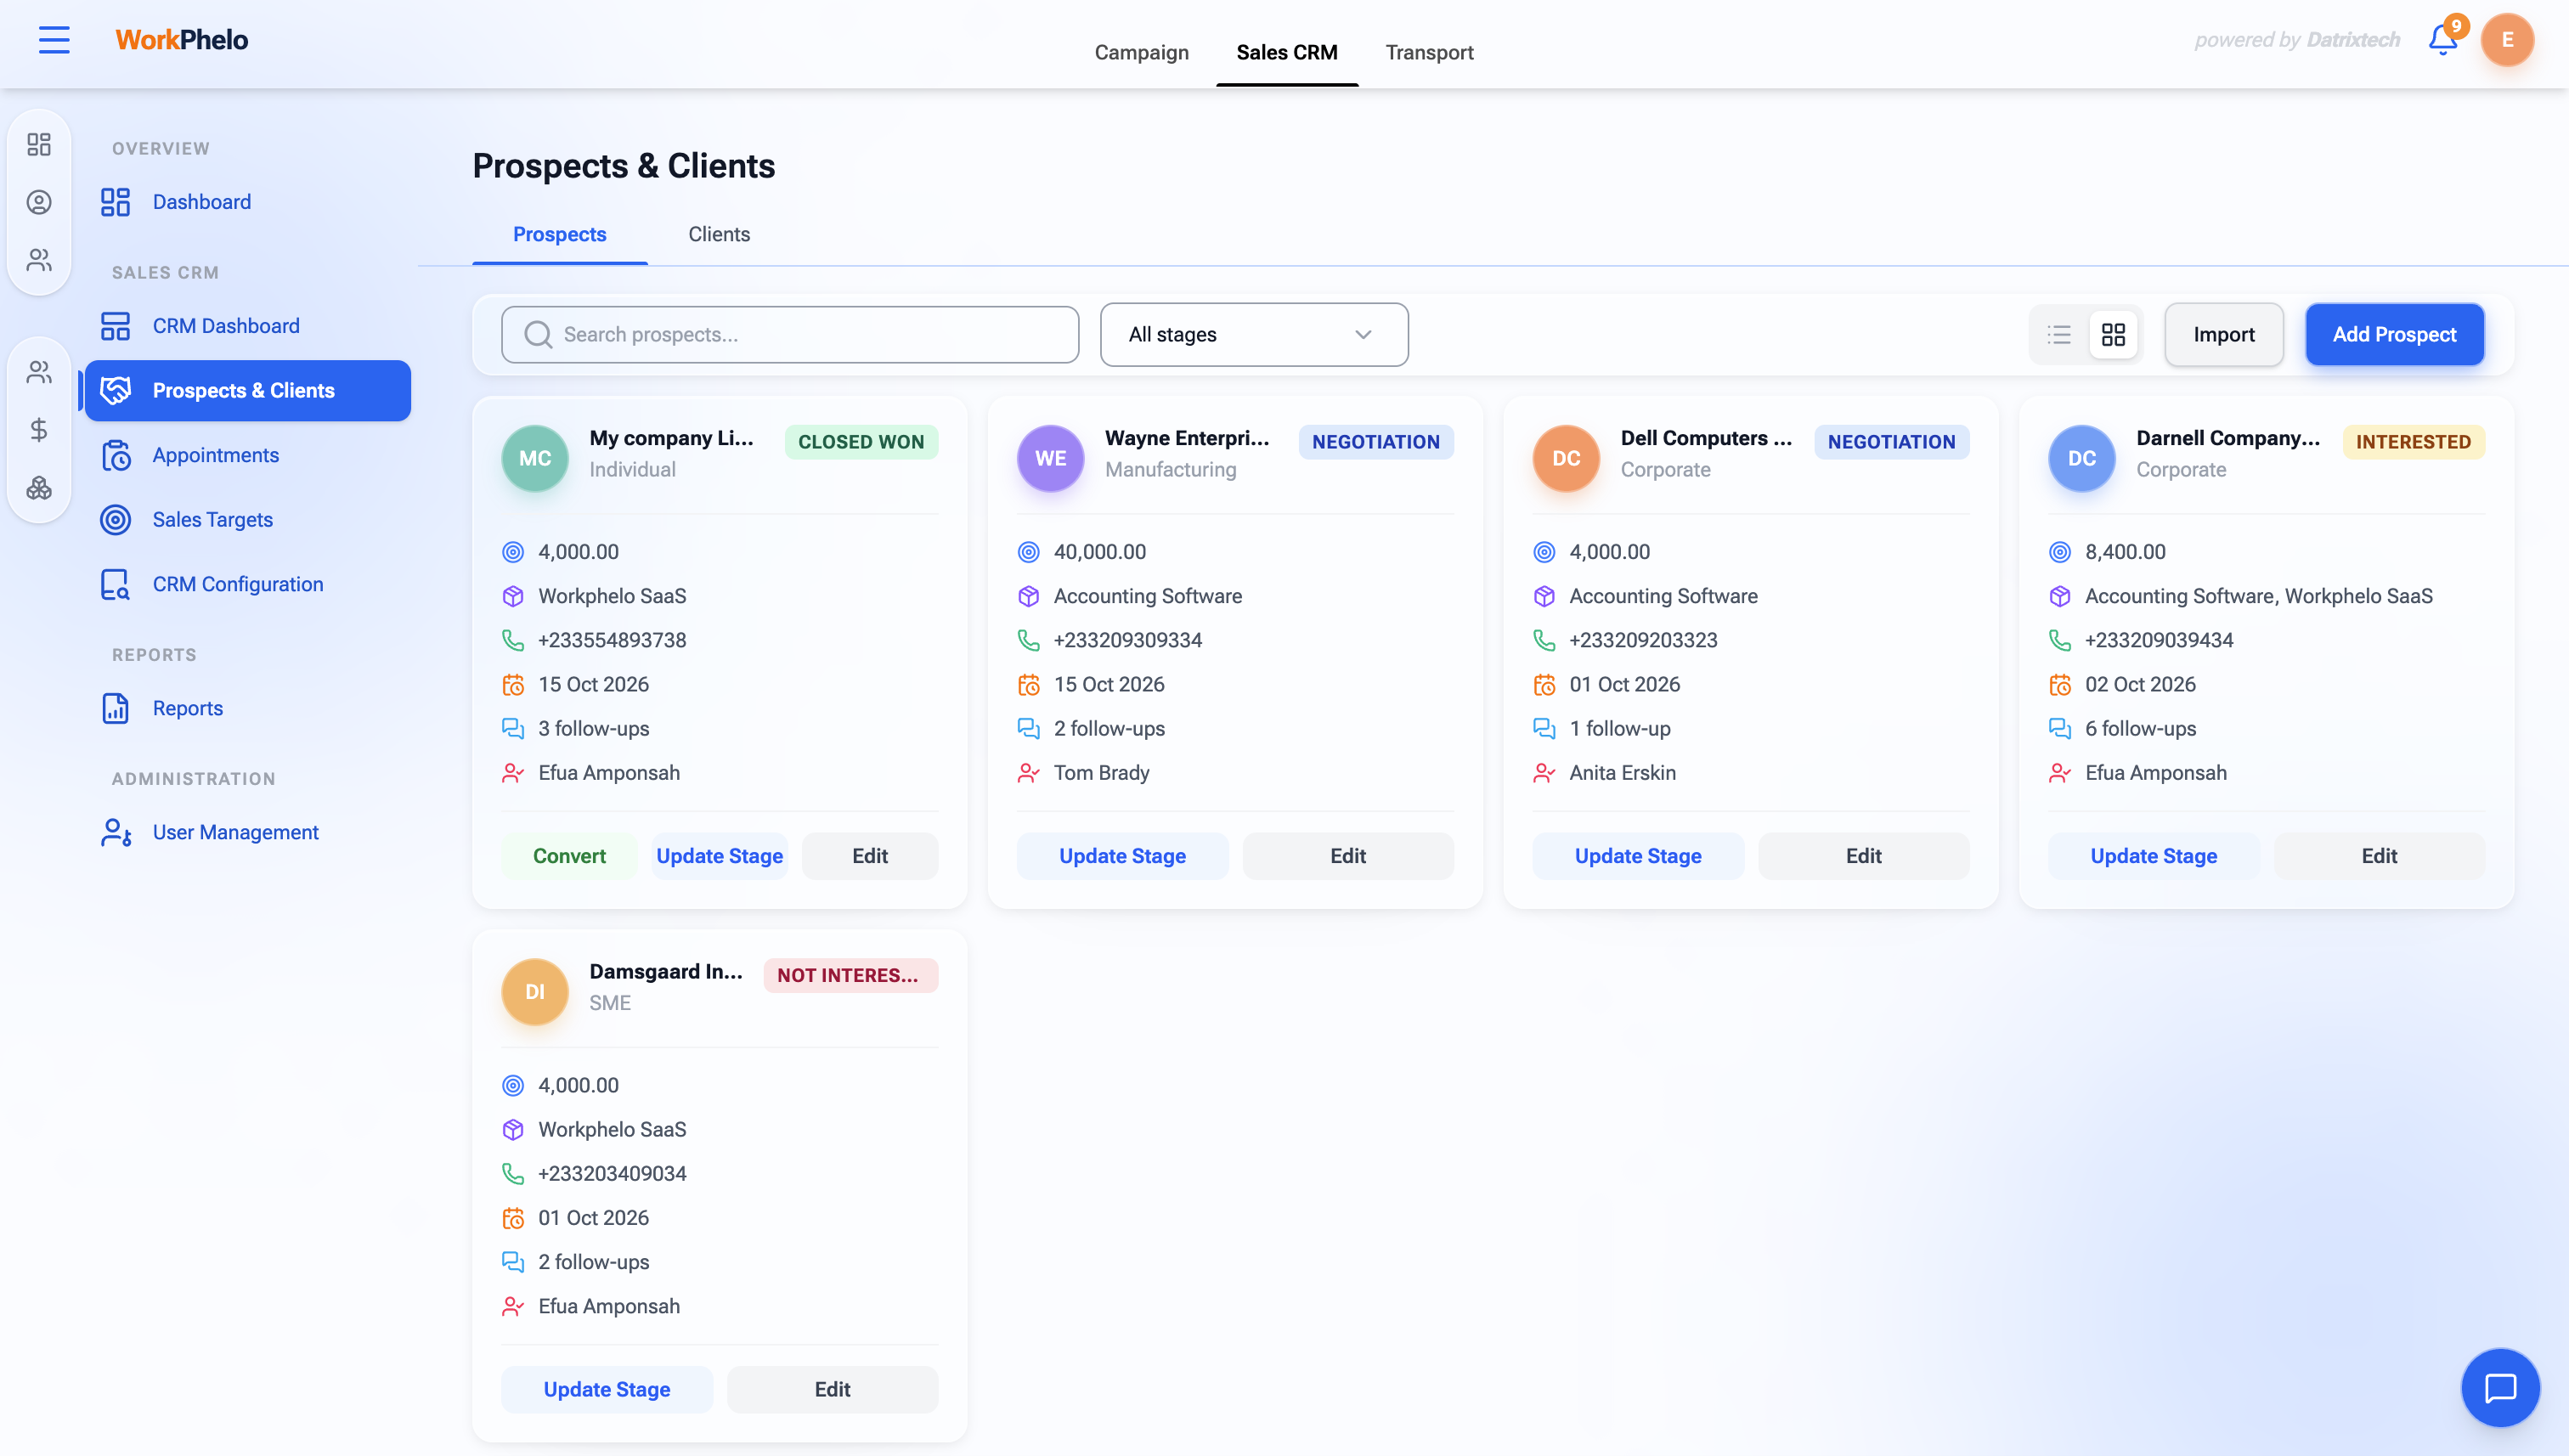 WorkPhelo
Campaign
Sales CRM
Transport
powered by Datrixtech
9
E
OVERVIEW
Dashboard
SALES CRM
CRM Dashboard
Prospects & Clients
Appointments
Sales Targets
CRM Configuration
REPORTS
Reports
ADMINISTRATION
User Management
Prospects & Clients
Prospects
Clients
Search prospects...
All stages
Import
Add Prospect
MC
My company Li...
CLOSED WON
Individual
4,000.00
Workphelo SaaS
+233554893738
15 Oct 2026
3 follow-ups
Efua Amponsah
Convert
Update Stage
Edit
WE
Wayne Enterpri...
NEGOTIATION
Manufacturing
40,000.00
Accounting Software
+233209309334
15 Oct 2026
2 follow-ups
Tom Brady
Update Stage
Edit
DC
Dell Computers ...
NEGOTIATION
Corporate
4,000.00
Accounting Software
+233209203323
01 Oct 2026
1 follow-up
Anita Erskin
Update Stage
Edit
DC
Darnell Company...
INTERESTED
Corporate
8,400.00
Accounting Software, Workphelo SaaS
+233209039434
02 Oct 2026
6 follow-ups
Efua Amponsah
Update Stage
Edit
DI
Damsgaard In...
NOT INTERES...
SME
4,000.00
Workphelo SaaS
+233203409034
01 Oct 2026
2 follow-ups
Efua Amponsah
Update Stage
Edit